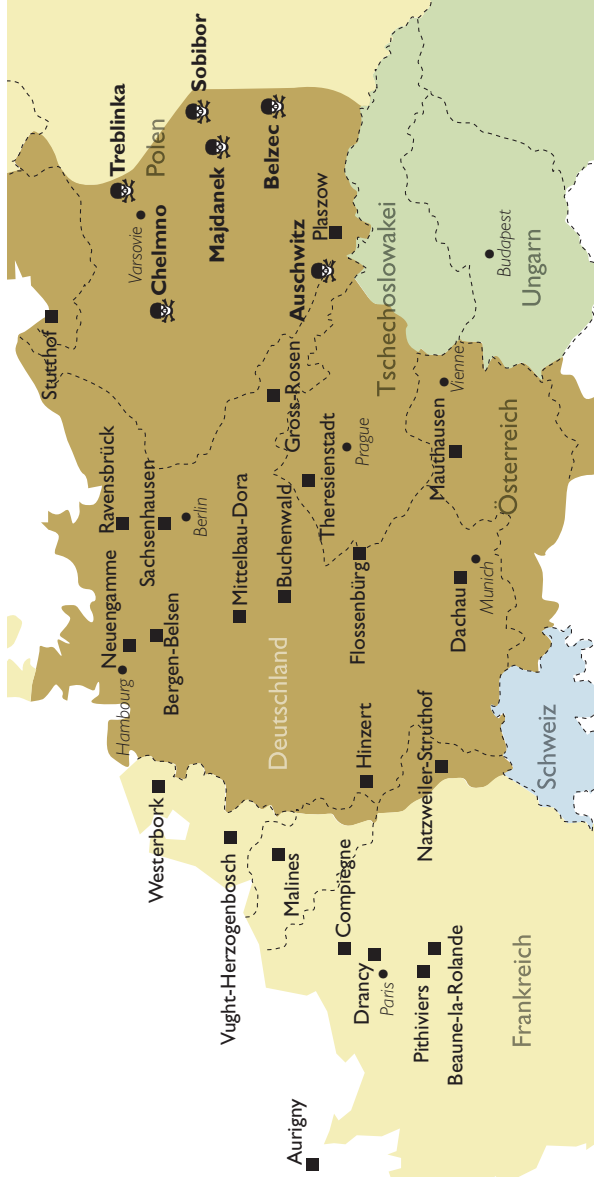 Aurigny
Westerbork
Vught-Herzogenbosch
Malines
Compiègne
Drancy
Paris
Pithiviers
Beaune-la-Rolande
Frankreich
Hambourg
Neuengamme
Bergen-Belsen
Ravensbrück
Sachsenhausen
Berlin
Mittelbau-Dora
Buchenwald
Deutschland
Hinzert
Natzweiler-Struthof
Schweiz
Flossenbürg
Dachau
Munich
Theresienstadt
Prague
Gross-Rosen
Mauthausen
Vienne
Österreich
Tschechoslowakei
Stutthof
Chelmno
Varsovie
Treblinka
Polen
Sobibor
Majdanek
Belzec
Auschwitz
Plaszow
Budapest
Ungarn